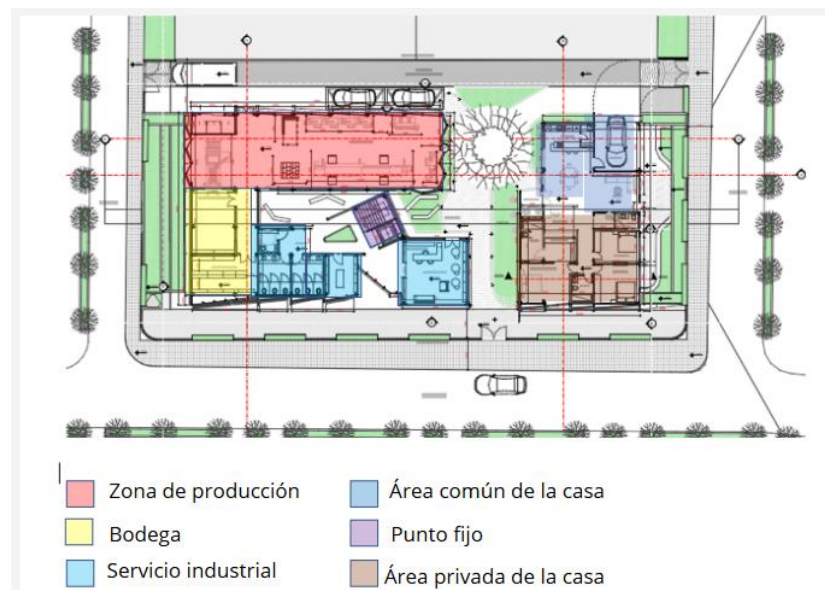 Zona de producción
Área común de la casa
Bodega
Punto fijo
Servicio industrial
Área privada de la casa